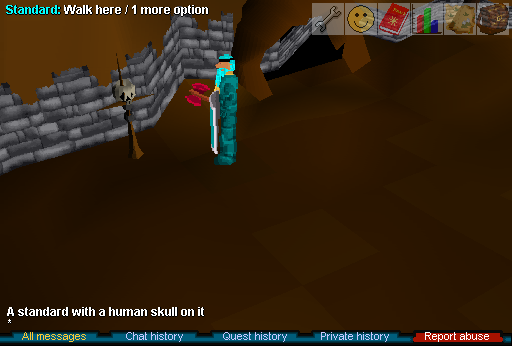 Standard: Walk here / 1 more option
A standard with a human skull on it
*
All messages
Chat history
Quest history
Private history
Report abuse